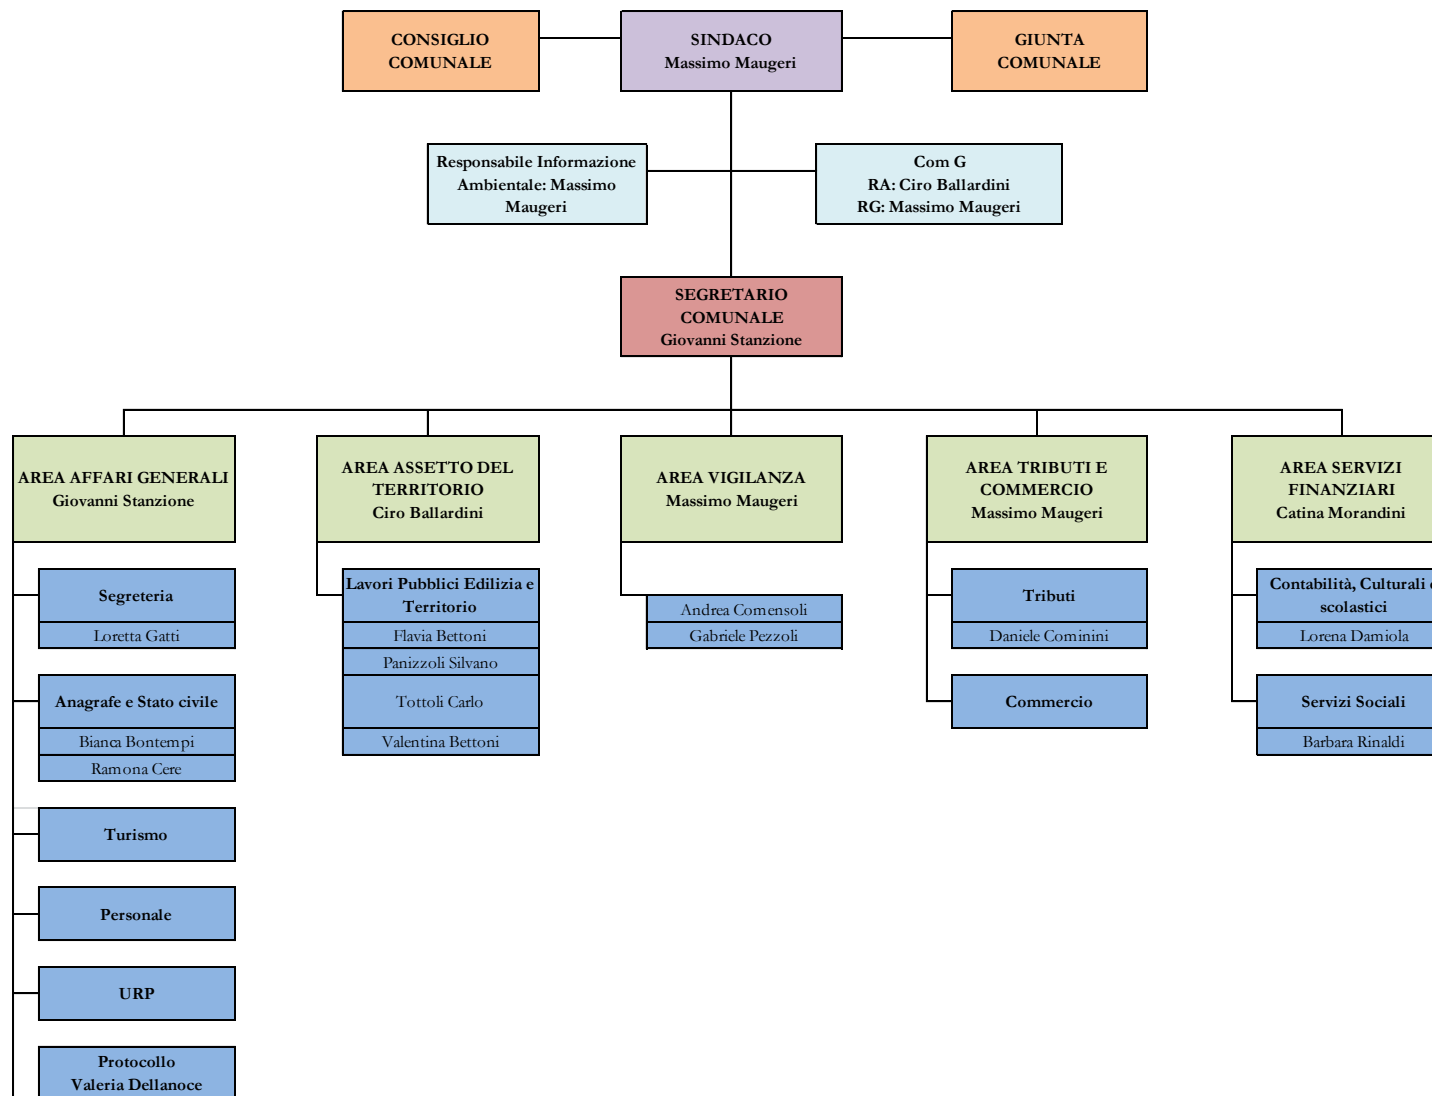 CONSIGLIO
COMUNALE
SINDACO
Massimo Maugeri
GIUNTA
COMUNALE
Responsabile Informazione
Ambientale: Massimo
Maugeri
Com G
RA: Ciro Ballardini
RG: Massimo Maugeri
SEGRETARIO
COMUNALE
Giovanni Stanzione
AREA AFFARI GENERALI
Giovanni Stanzione
AREA ASSETTO DEL
TERRITORIO
Ciro Ballardini
AREA VIGILANZA
Massimo Maugeri
AREA TRIBUTI E
COMMERCIO
Massimo Maugeri
AREA SERVIZI
FINANZIARI
Catina Morandini
Segreteria
Loretta Gatti
Anagrafe e Stato civile
Bianca Bontempi
Ramona Cere
Turismo
Personale
URP
Protocollo
Valeria Dellanoce
Lavori Pubblici Edilizia e
Territorio
Flavia Bettoni
Panizzoli Silvano
Tottoli Carlo
Valentina Bettoni
Andrea Comensoli
Gabriele Pezzoli
Tributi
Daniele Cominini
Commercio
Contabilità, Culturali
scolastici
Lorena Damiola
Servizi Sociali
Barbara Rinaldi